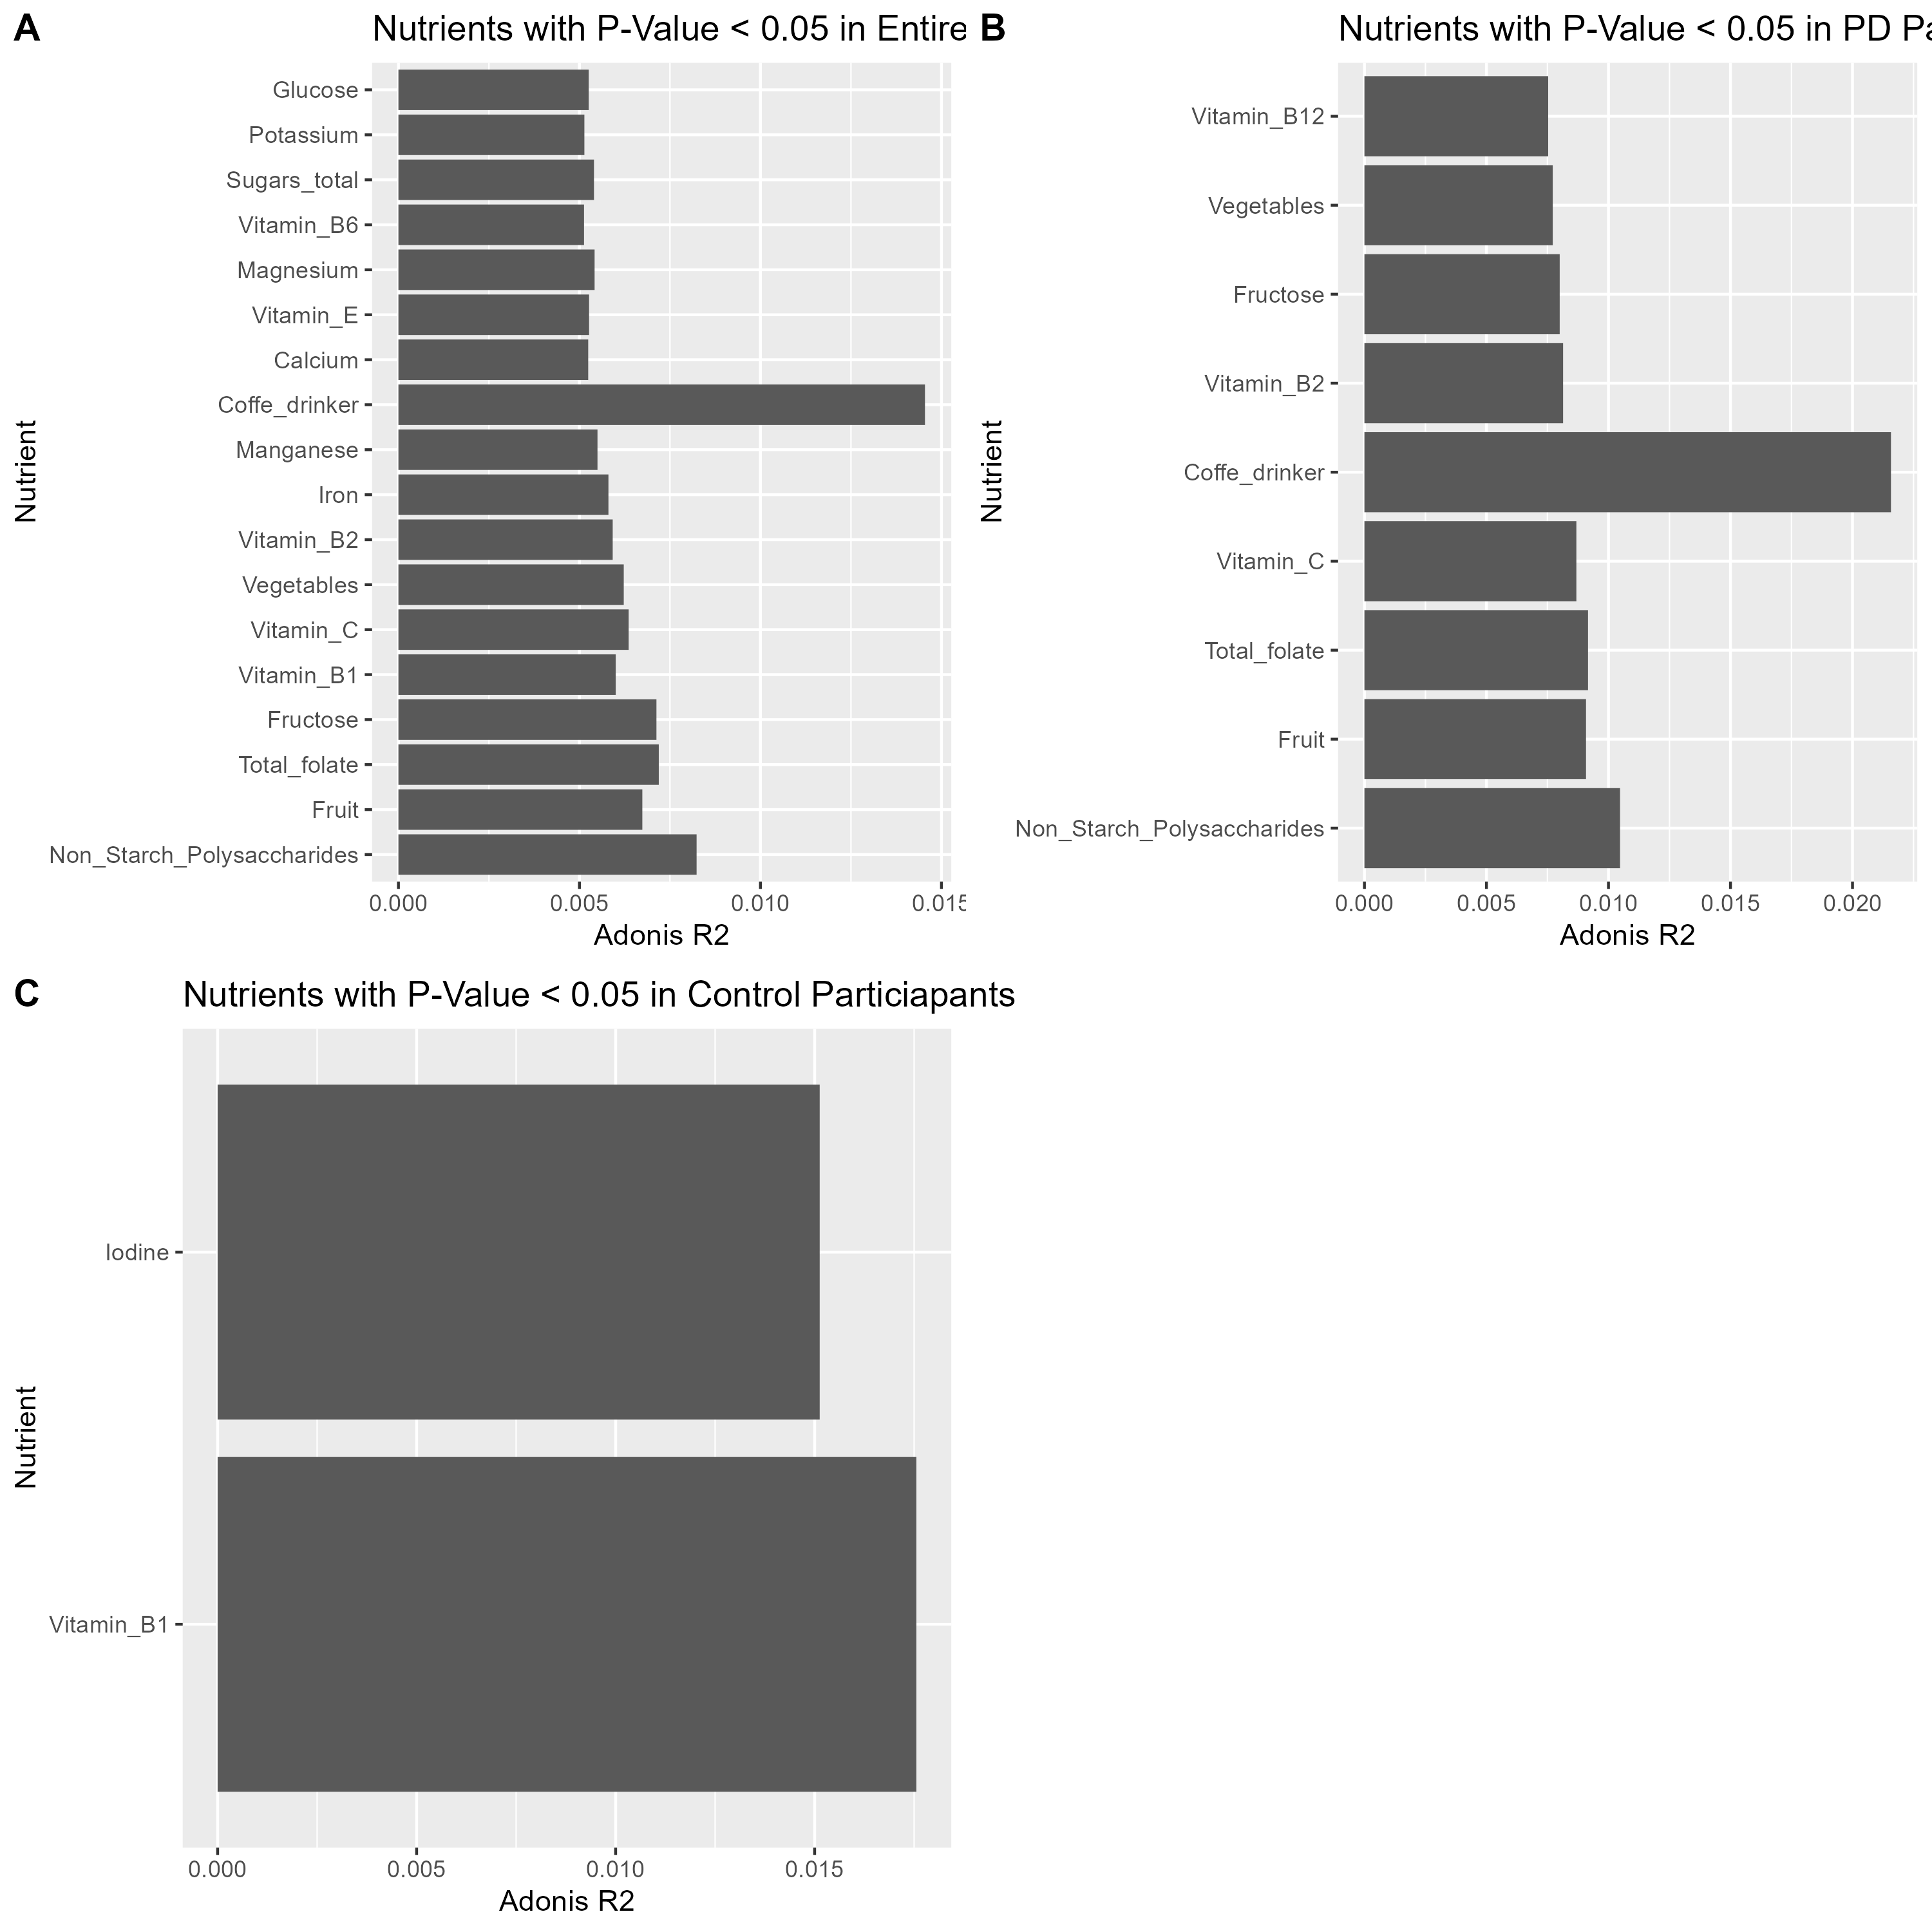 A
Nutrients with P-Value < 0.05 in Entire
Nutrient
Glucose
Potassium
Sugars_total
Vitamin_B6
Magnesium
Vitamin_E
Calcium
Coffe_drinker
Manganese
Iron
Vitamin_B2
Vegetables
Vitamin_C
Vitamin_B1
Fructose
Total_folate
Fruit
Non_Starch_Polysaccharides
0.000 0.005 0.010 0.015
Adonis R2
B
Nutrients with P-Value < 0.05 in PD Pa
Nutrient
Vitamin_B12
Vegetables
Fructose
Vitamin_B2
Coffe_drinker
Vitamin_C
Total_folate
Fruit
Non_Starch_Polysaccharides
0.000 0.005 0.010 0.015 0.020
Adonis R2
C
Nutrients with P-Value < 0.05 in Control Particiapants
Nutrient
Iodine
Vitamin_B1
0.000 0.005 0.010 0.015
Adonis R2